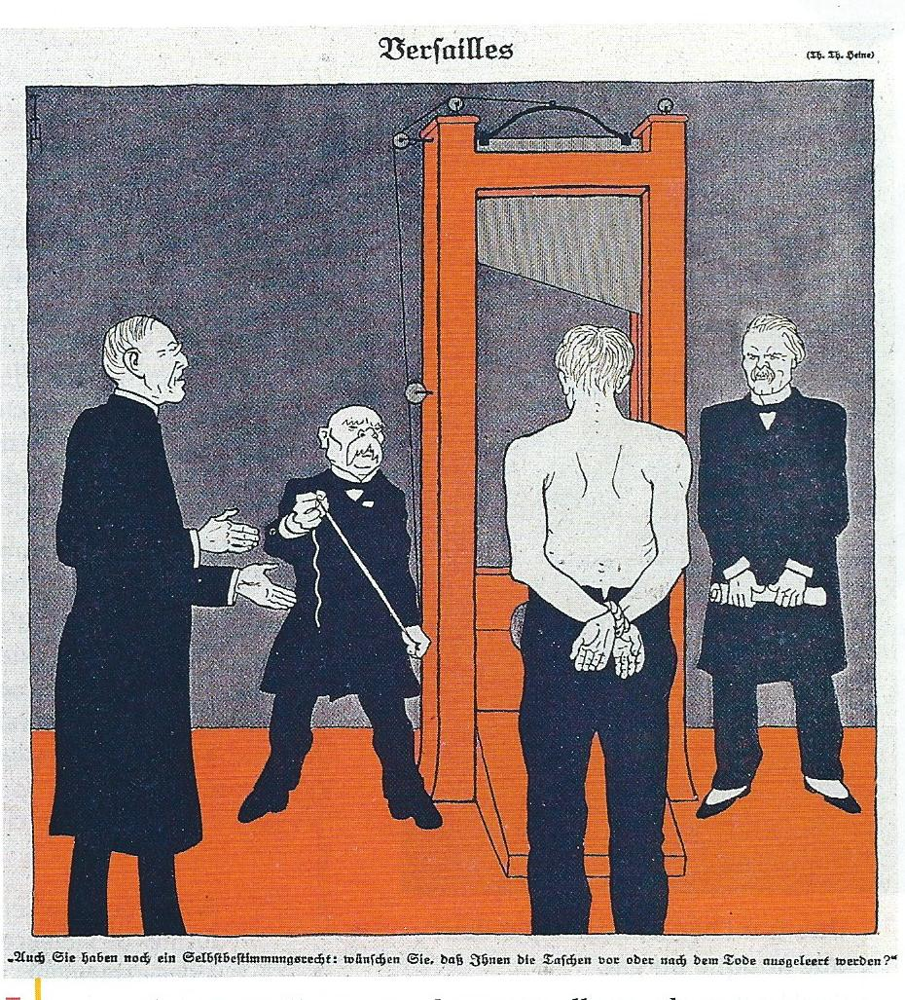 Verſailles
(Th. Th. Heine)
„Auch Sie haben noch ein Selbſtbeſtimmungsrecht: wünſchen Sie, daß Ihnen die Taſchen vor oder nach dem Tode ausgeleert werden?“